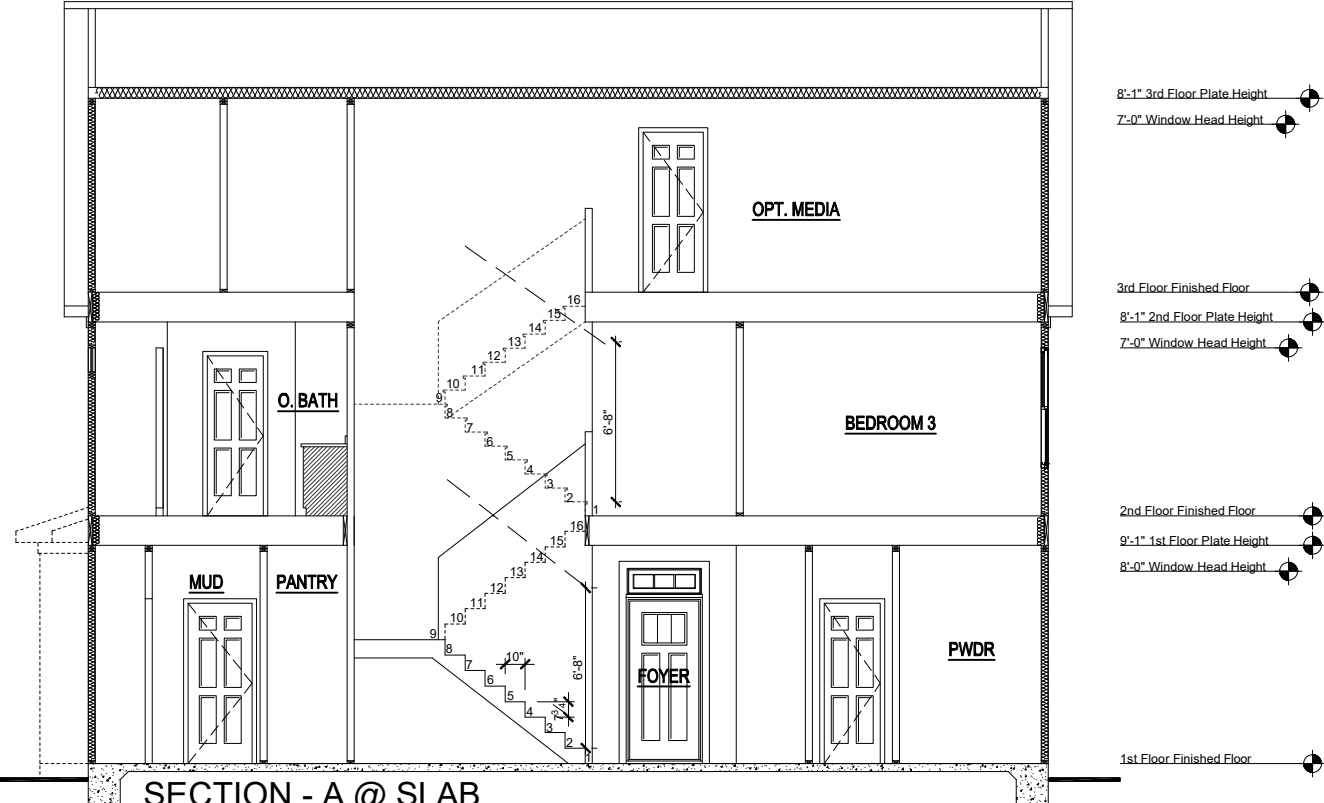 8'-1" 3rd Floor Plate Height
7'-0" Window Head Height
OPT. MEDIA
3rd Floor Finished Floor
16
15
14
13
12
11
10
9
8
7
6
5
4
3
2
1
8'-1" 2nd Floor Plate Height
7'-0" Window Head Height
O. BATH
6'-8"
BEDROOM 3
2nd Floor Finished Floor
9'-1" 1st Floor Plate Height
8'-0" Window Head Height
16
15
14
13
12
11
10
9
8
7
6
5
4
3
2
1
MUD
PANTRY
10"
6'-8"
7 3/4"
FOYER
PWDR
1st Floor Finished Floor
SECTION - A @ SLAB